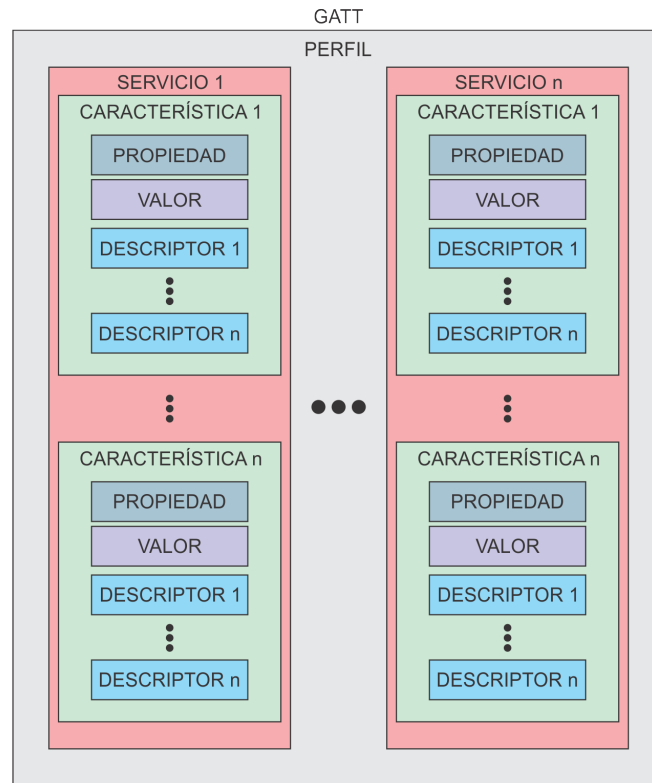 GATT
PERFIL
SERVICIO 1
CARACTERÍSTICA 1
PROPIEDAD
VALOR
DESCRIPTOR 1
DESCRIPTOR n
CARACTERÍSTICA n
PROPIEDAD
VALOR
DESCRIPTOR 1
DESCRIPTOR n
SERVICIO n
CARACTERÍSTICA 1
PROPIEDAD
VALOR
DESCRIPTOR 1
DESCRIPTOR n
CARACTERÍSTICA n
PROPIEDAD
VALOR
DESCRIPTOR 1
DESCRIPTOR n